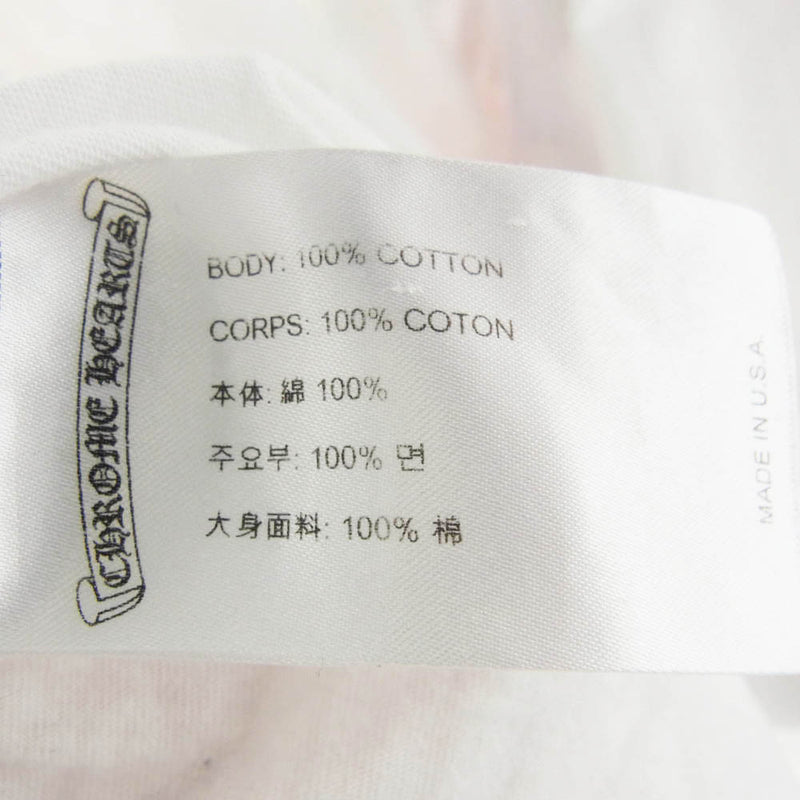 CHROME HEARTS
BODY: 100% COTTON
CORPS: 100% COTON
本体: 綿 100%
주요부: 100% 면
大身面料: 100% 棉
MADE IN U.S.A.